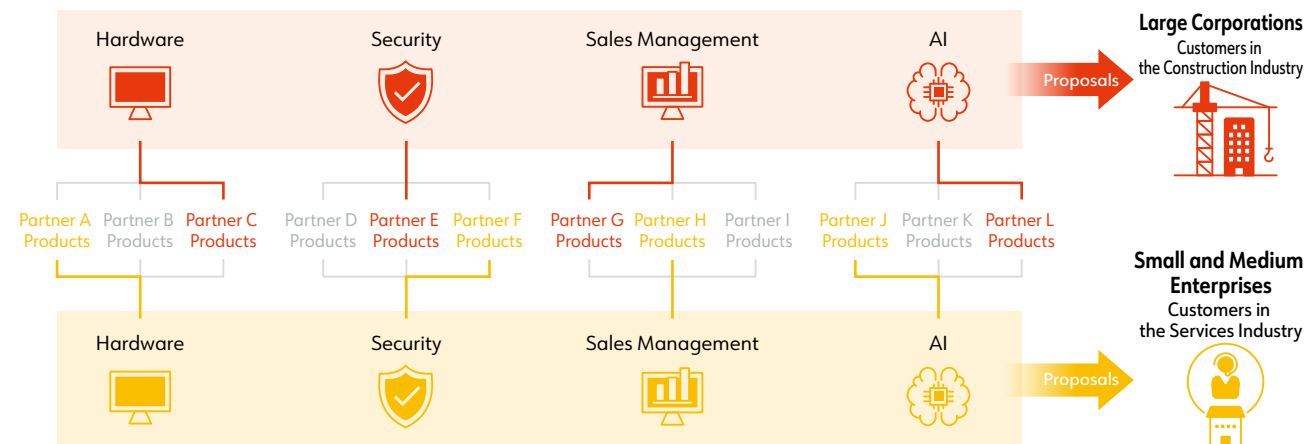 Hardware
Security
Sales Management
AI
Proposals
Large Corporations
Customers in
the Construction Industry
Partner A
Products
Partner B
Products
Partner C
Products
Partner D
Products
Partner E
Products
Partner F
Products
Partner G
Products
Partner H
Products
Partner I
Products
Partner J
Products
Partner K
Products
Partner L
Products
Hardware
Security
Sales Management
AI
Proposals
Small and Medium
Enterprises
Customers in
the Services Industry